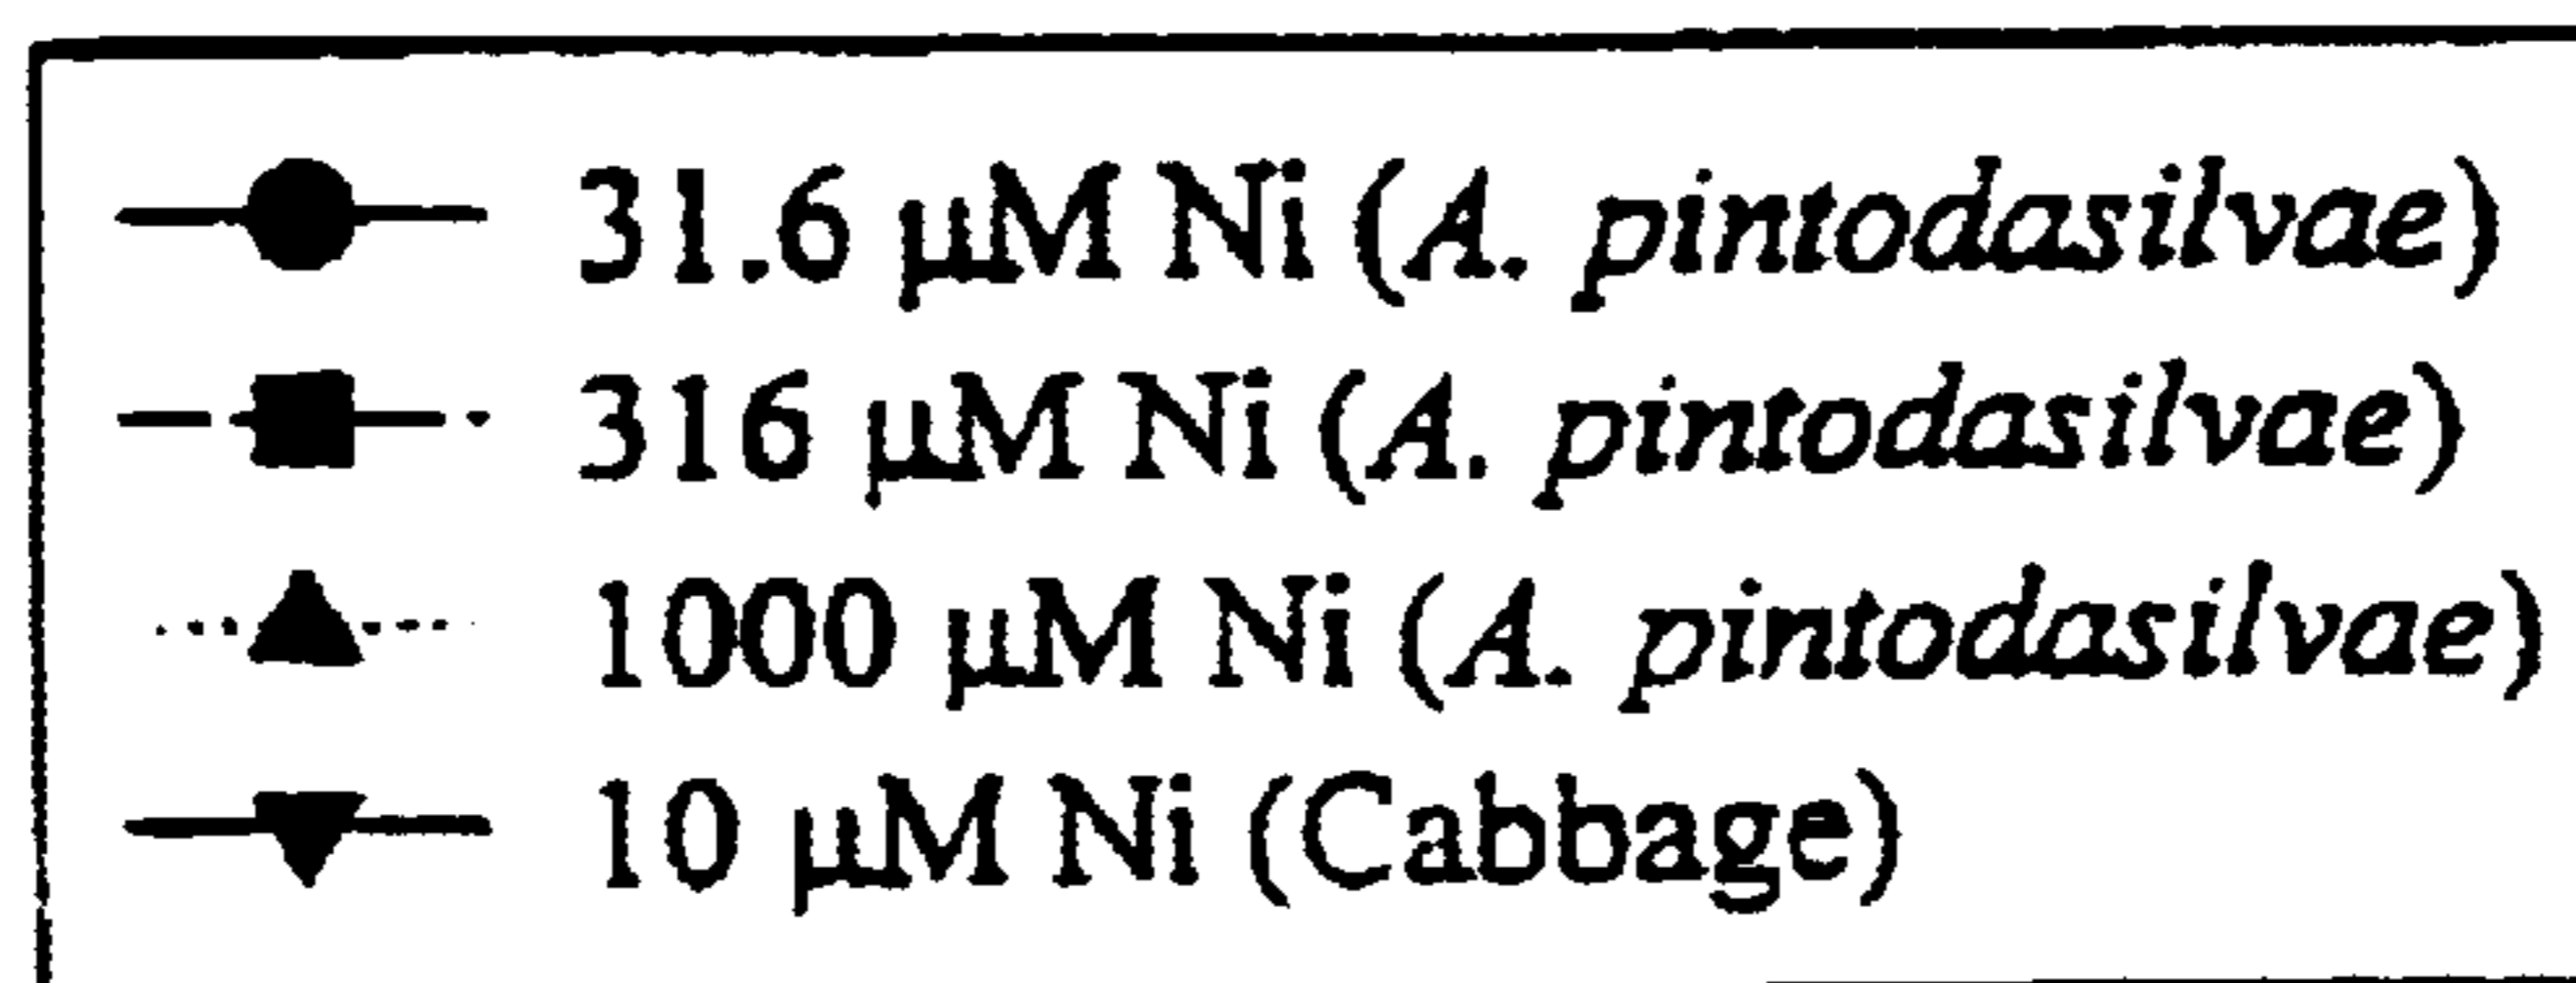 31.6 µM Ni (A. pintodasilvae)
316 µM Ni (A. pintodasilvae)
1000 µM Ni (A. pintodasilvae)
10 µM Ni (Cabbage)